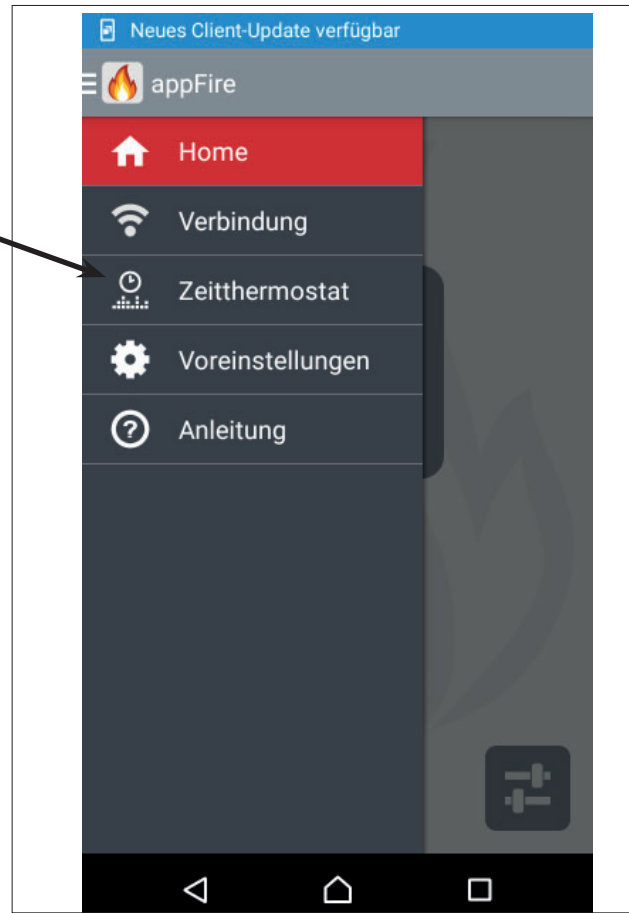 Neues Client-Update verfügbar
appFire
Home
Verbindung
Zeitthermostat
Voreinstellungen
Anleitung